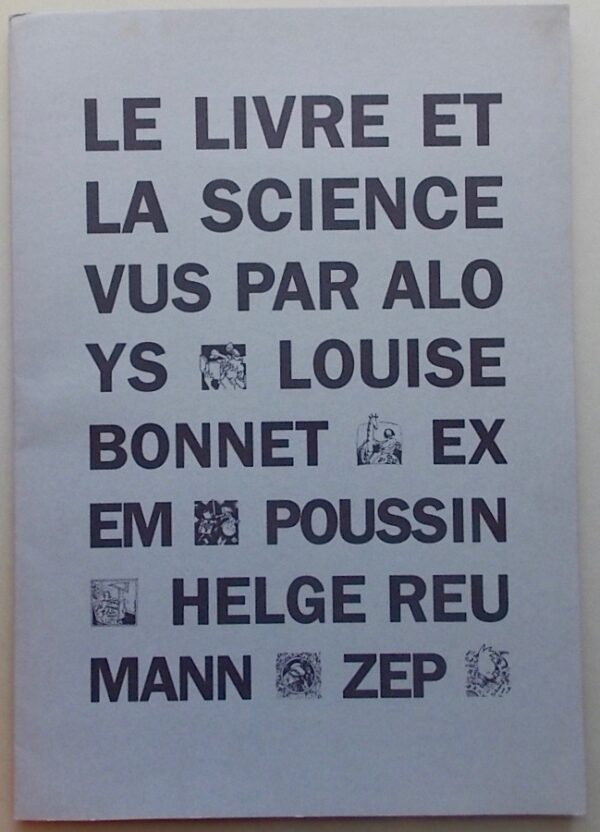 LE LIVRE ET
LA SCIENCE
VUS PAR ALO
YS LOUISE
BONNET EX
EM POUSSIN
HELGE REU
MANN ZEP